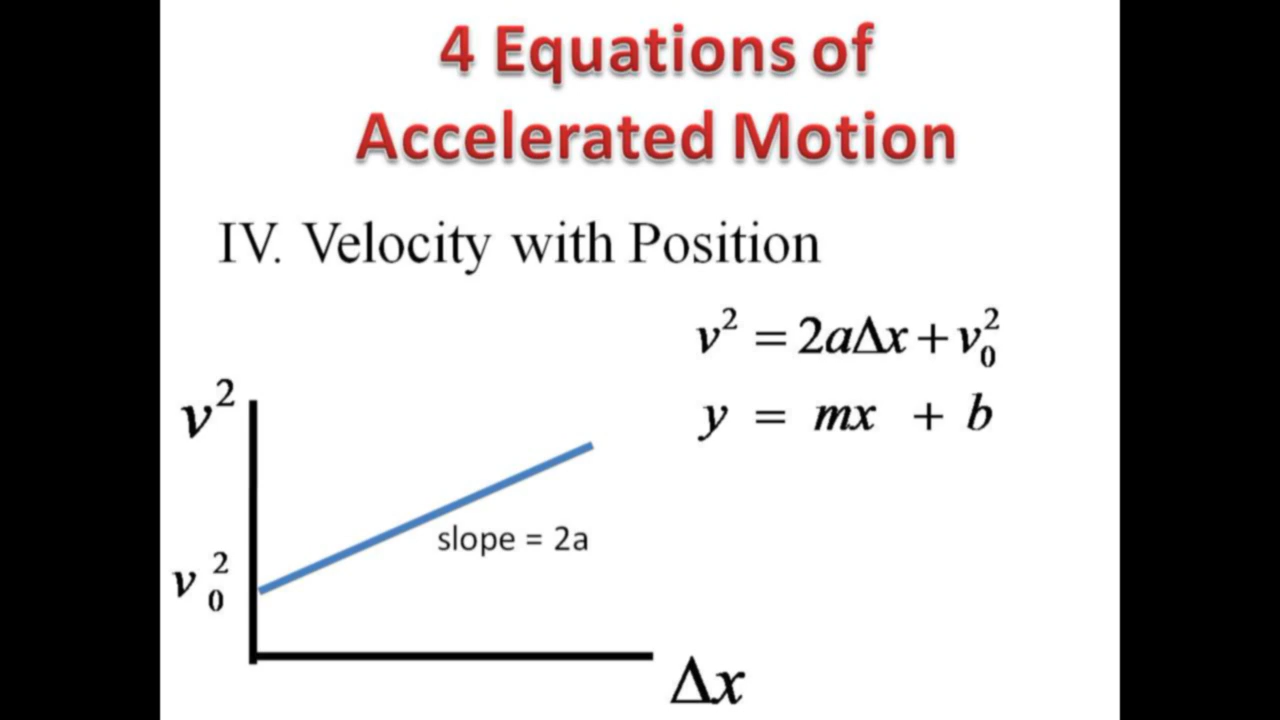 4 Equations of
Accelerated Motion
IV. Velocity with Position
v² = 2aΔx + v₀²
y = mx + b
v²
slope = 2a
v₀²
Δx